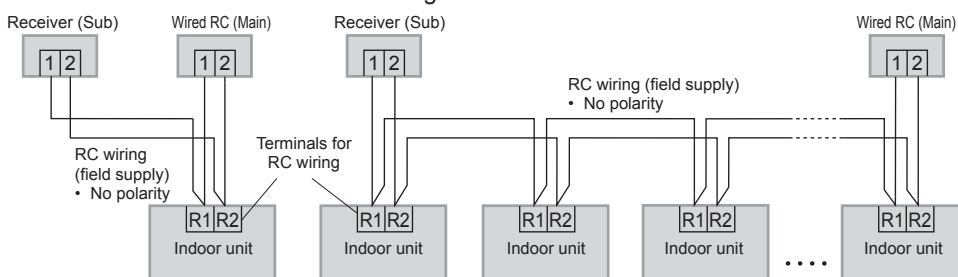 Receiver (Sub)
Wired RC (Main)
Receiver (Sub)
Wired RC (Main)
1 2
1 2
1 2
1 2
RC wiring (field supply)
• No polarity
RC wiring
(field supply)
• No polarity
Terminals for
RC wiring
R1 R2
R1 R2
R1 R2
R1 R2
R1 R2
Indoor unit
Indoor unit
Indoor unit
Indoor unit
Indoor unit